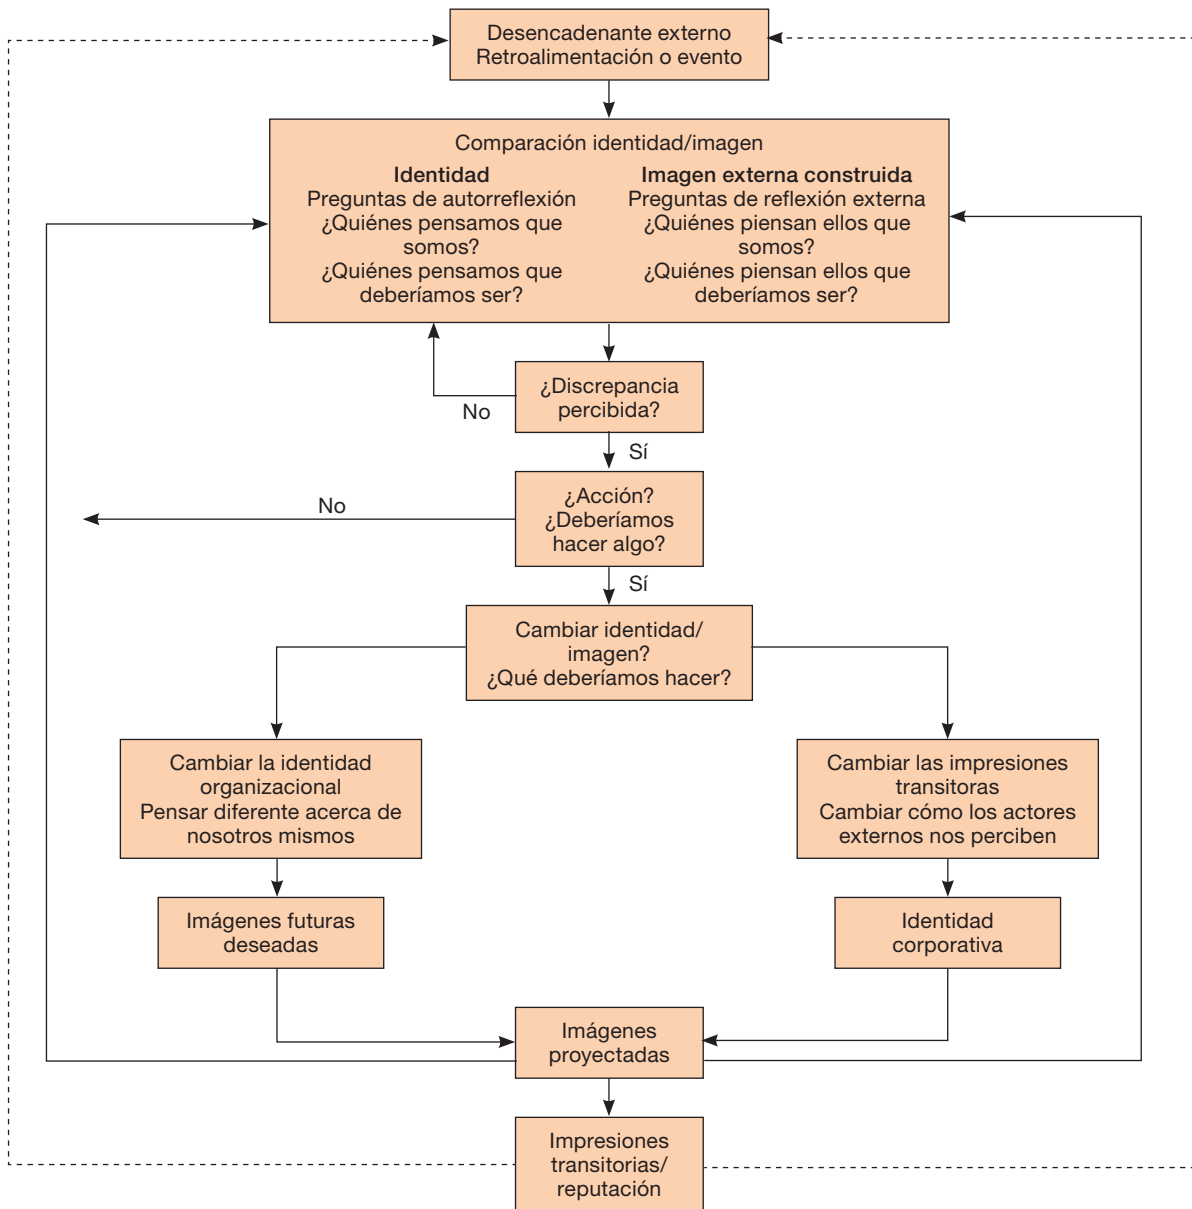 Desencadenante externo
Retroalimentación o evento
Comparación identidad/imagen
Identidad
Preguntas de autorreflexión
¿Quiénes pensamos que
somos?
¿Quiénes pensamos que
deberíamos ser?
Imagen externa construida
Preguntas de reflexión externa
¿Quiénes piensan ellos que
somos?
¿Quiénes piensan ellos que
deberíamos ser?
¿Discrepancia
percibida?
No
Sí
¿Acción?
¿Deberíamos
hacer algo?
No
Sí
Cambiar identidad/
imagen?
¿Qué deberíamos hacer?
Cambiar la identidad
organizacional
Pensar diferente acerca de
nosotros mismos
Cambiar las impresiones
transitoras
Cambiar cómo los actores
externos nos perciben
Imágenes futuras
deseadas
Identidad
corporativa
Imágenes
proyectadas
Impresiones
transitorias/
reputación